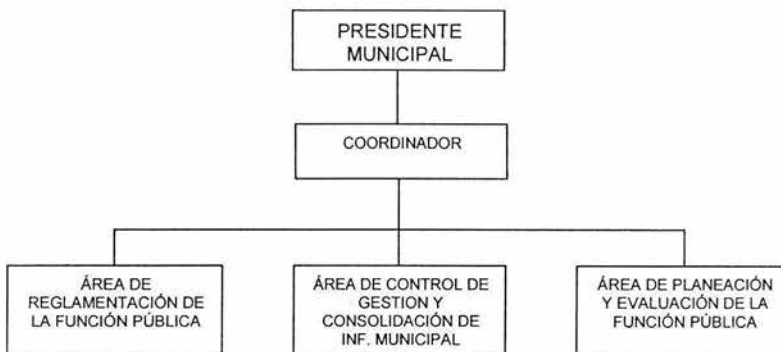 PRESIDENTE
MUNICIPAL
COORDINADOR
ÁREA DE
REGLAMENTACIÓN DE
LA FUNCIÓN PÚBLICA
ÁREA DE CONTROL DE
GESTION Y
CONSOLIDACIÓN DE
INF. MUNICIPAL
ÁREA DE PLANEACIÓN
Y EVALUACIÓN DE LA
FUNCIÓN PÚBLICA